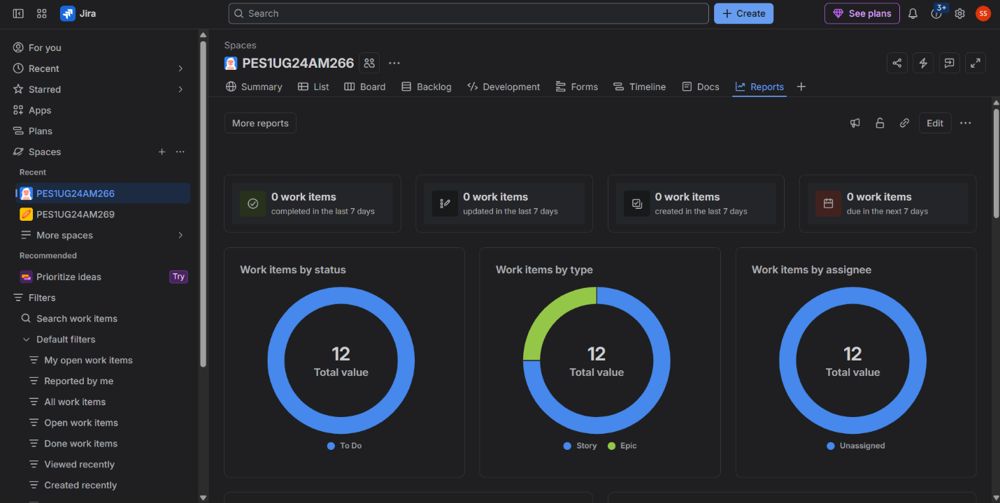 Jira
Search
+ Create
See plans
3+
SS
For you
Recent
Starred
Apps
Plans
Spaces
Recent
PES1UG24AM266
PES1UG24AM269
More spaces
Recommended
Prioritize ideas
Try
Filters
Search work items
Default filters
My open work items
Reported by me
All work items
Open work items
Done work items
Viewed recently
Created recently
Spaces
PES1UG24AM266
Summary
List
Board
Backlog
Development
Forms
Timeline
Docs
Reports
More reports
Edit
0 work items
completed in the last 7 days
0 work items
updated in the last 7 days
0 work items
created in the last 7 days
0 work items
due in the next 7 days
Work items by status
12
Total value
To Do
Work items by type
12
Total value
Story
Epic
Work items by assignee
12
Total value
Unassigned